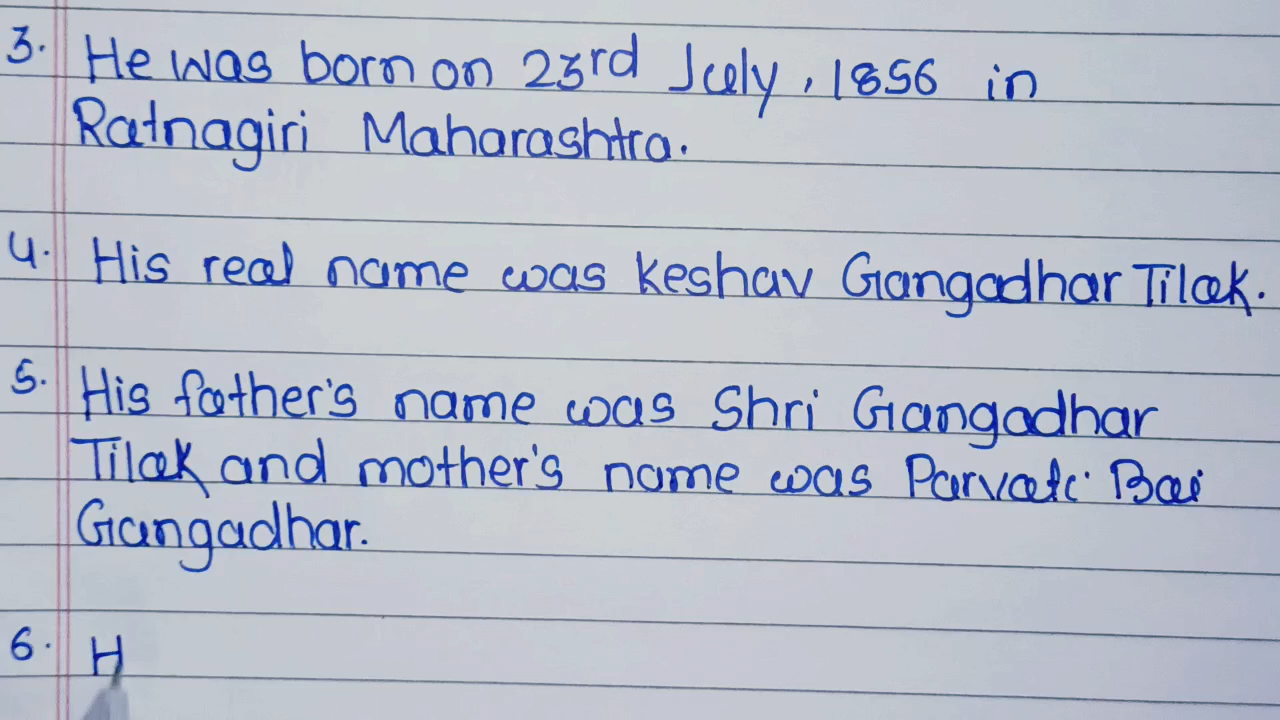 3. He was born on 23rd July, 1856 in
Ratnagiri Maharashtra.
4. His real name was Keshav Gangadhar Tilak.
5. His father's name was Shri Gangadhar
Tilak and mother's name was Parvati Bai
Gangadhar.
6. H